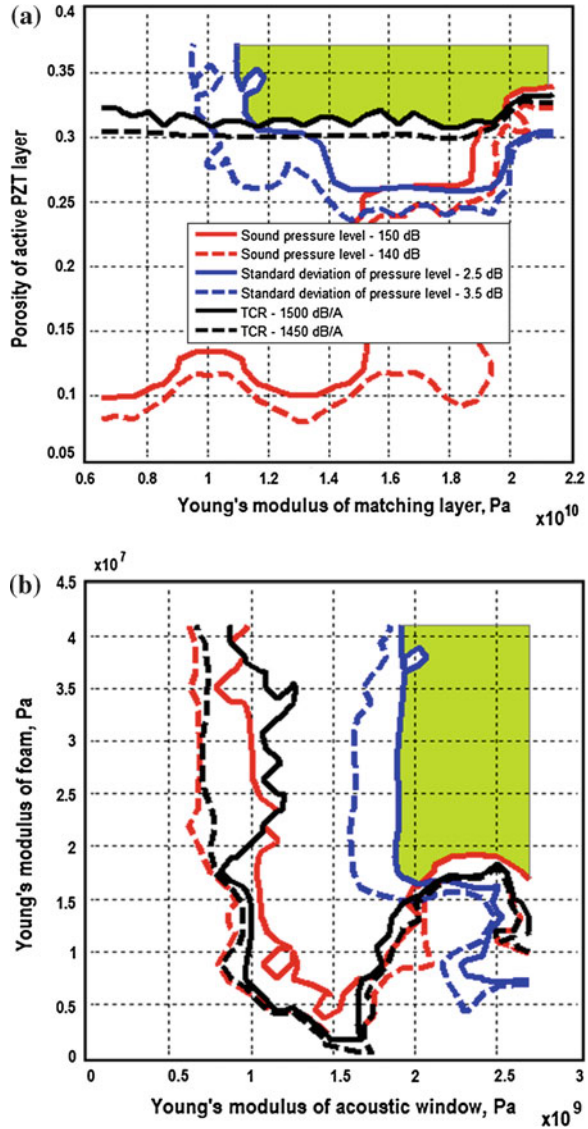 (a)
0.4
0.35
0.3
0.25
0.2
0.15
0.1
0.05
Porosity of active PZT layer
Sound pressure level - 150 dB
Sound pressure level - 140 dB
Standard deviation of pressure level - 2.5 dB
Standard deviation of pressure level - 3.5 dB
TCR - 1500 dB/A
TCR - 1450 dB/A
0.6 0.8 1 1.2 1.4 1.6 1.8 2 2.2
Young's modulus of matching layer, Pa
x10^10
(b)
x10^7
4.5
4
3.5
3
2.5
2
1.5
1
0.5
0
Young's modulus of foam, Pa
0 0.5 1 1.5 2 2.5 3
Young's modulus of acoustic window, Pa
x10^9